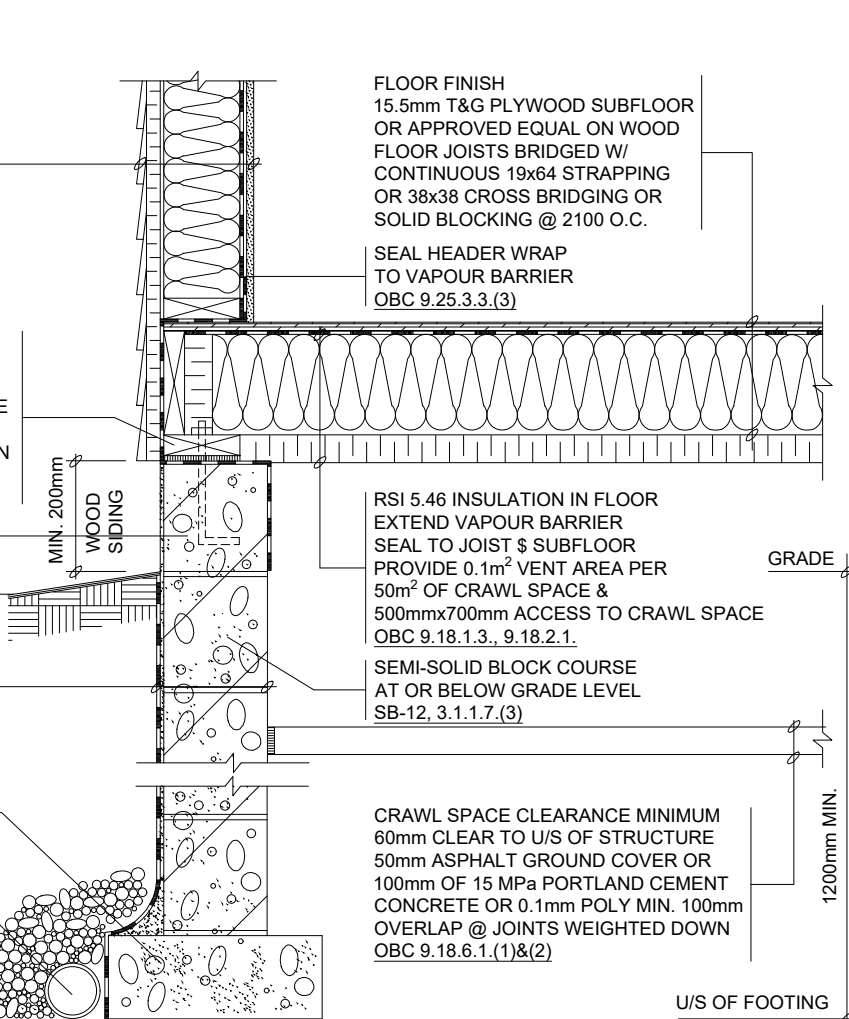 FLOOR FINISH
15.5mm T&G PLYWOOD SUBFLOOR
OR APPROVED EQUAL ON WOOD
FLOOR JOISTS BRIDGED W/
CONTINUOUS 19x64 STRAPPING
OR 38x38 CROSS BRIDGING OR
SOLID BLOCKING @ 2100 O.C.
SEAL HEADER WRAP
TO VAPOUR BARRIER
OBC 9.25.3.3.(3)
E
N
MIN. 200mm
WOOD
SIDING
RSI 5.46 INSULATION IN FLOOR
EXTEND VAPOUR BARRIER
SEAL TO JOIST $ SUBFLOOR
PROVIDE 0.1m² VENT AREA PER
50m² OF CRAWL SPACE &
500mmx700mm ACCESS TO CRAWL SPACE
OBC 9.18.1.3., 9.18.2.1.
GRADE
SEMI-SOLID BLOCK COURSE
AT OR BELOW GRADE LEVEL
SB-12, 3.1.1.7.(3)
CRAWL SPACE CLEARANCE MINIMUM
60mm CLEAR TO U/S OF STRUCTURE
50mm ASPHALT GROUND COVER OR
100mm OF 15 MPa PORTLAND CEMENT
CONCRETE OR 0.1mm POLY MIN. 100mm
OVERLAP @ JOINTS WEIGHTED DOWN
OBC 9.18.6.1.(1)&(2)
1200mm MIN.
U/S OF FOOTING